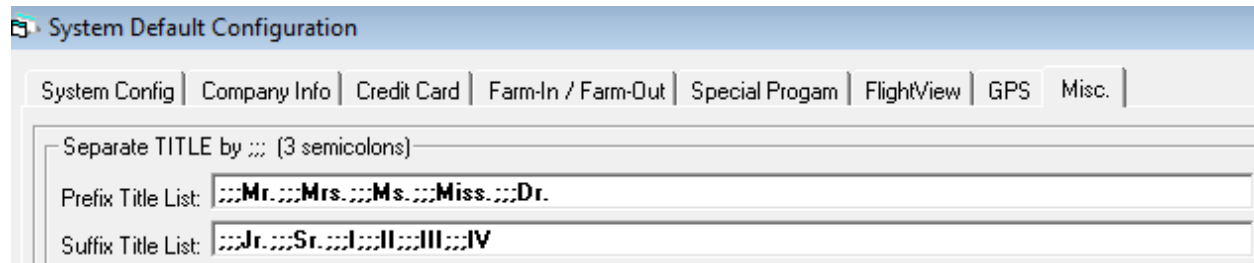 System Default Configuration
System Config Company Info Credit Card Farm-In / Farm-Out Special Progam FlightView GPS Misc.
Separate TITLE by ;;; (3 semicolons)
Prefix Title List: ;;;Mr.;;;Mrs.;;;Ms.;;;Miss.;;;Dr.
Suffix Title List: ;;;Jr.;;;Sr.;;;I;;;II;;;III;;;IV